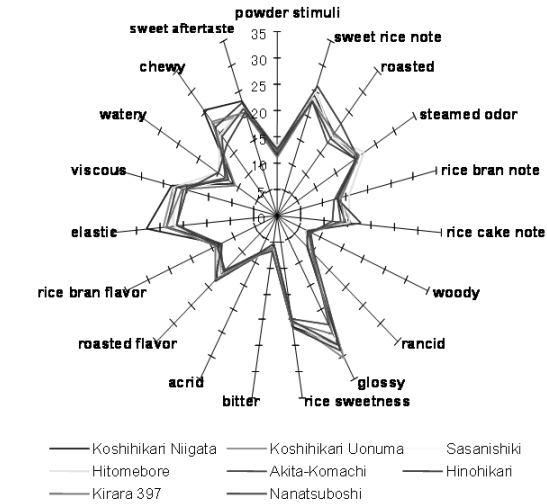 powder stimuli
sweet aftertaste
sweet rice note
chewy
roasted
watery
steamed odor
viscous
rice bran note
elastic
rice cake note
rice bran flavor
woody
roasted flavor
rancid
acrid
glossy
bitter
rice sweetness
35
30
25
20
15
10
5
0
Koshihikari Niigata
Koshihikari Uonuma
Sasanishiki
Hitomebore
Akita-Komachi
Hinohikari
Kirara 397
Nanatsuboshi